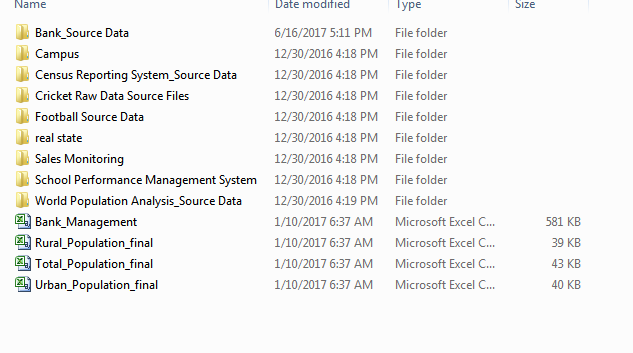 Name Date modified Type Size
Bank_Source Data 6/16/2017 5:11 PM File folder
Campus 12/30/2016 4:18 PM File folder
Census Reporting System_Source Data 12/30/2016 4:18 PM File folder
Cricket Raw Data Source Files 12/30/2016 4:18 PM File folder
Football Source Data 12/30/2016 4:18 PM File folder
real state 12/30/2016 4:18 PM File folder
Sales Monitoring 12/30/2016 4:18 PM File folder
School Performance Management System 12/30/2016 4:18 PM File folder
World Population Analysis_Source Data 12/30/2016 4:19 PM File folder
Bank_Management 1/10/2017 6:37 AM Microsoft Excel C... 581 KB
Rural_Population_final 1/10/2017 6:37 AM Microsoft Excel C... 39 KB
Total_Population_final 1/10/2017 6:37 AM Microsoft Excel C... 43 KB
Urban_Population_final 1/10/2017 6:37 AM Microsoft Excel C... 40 KB